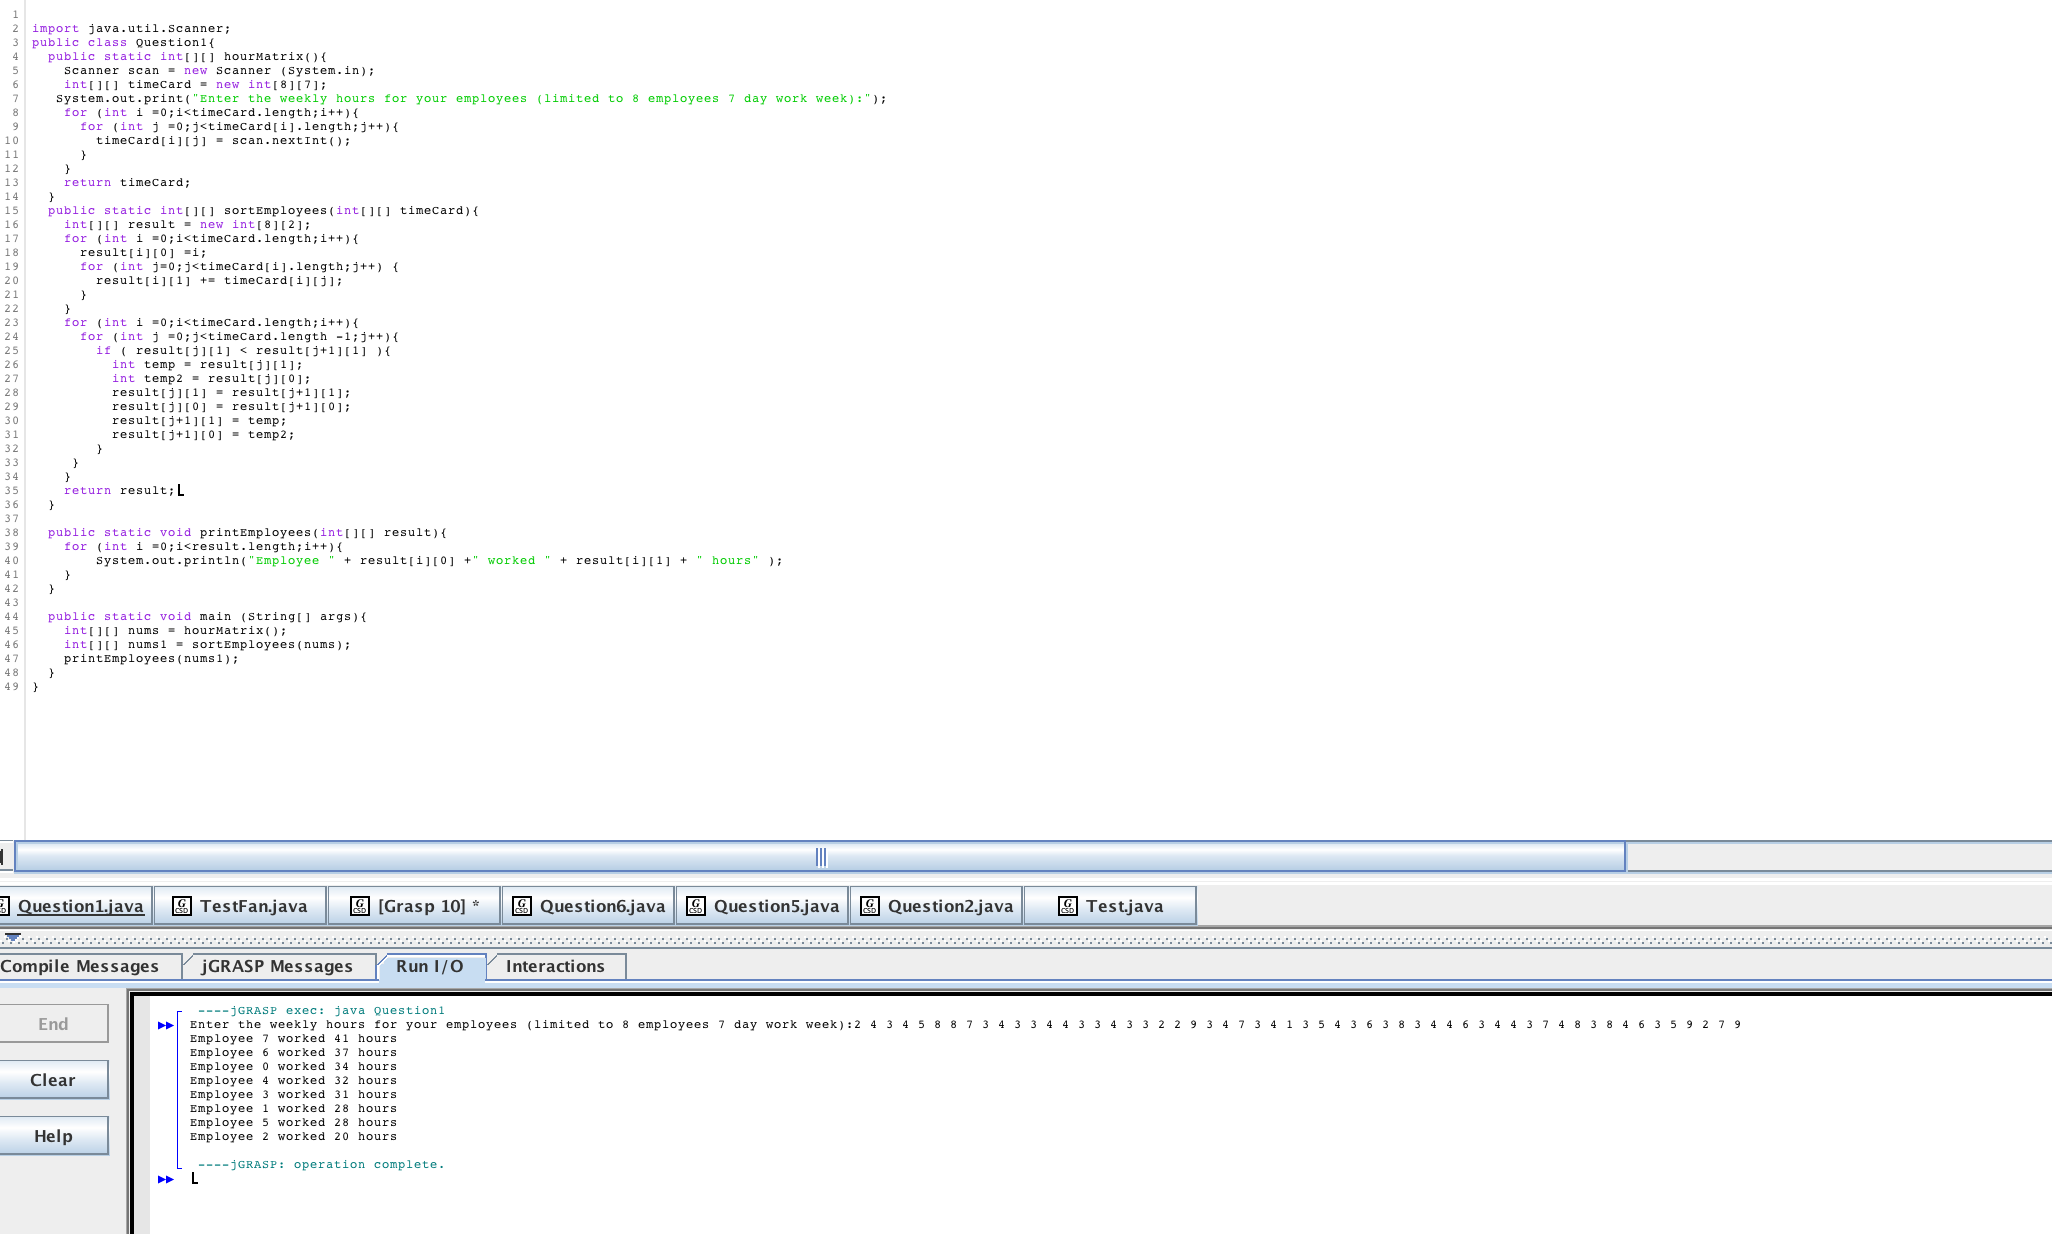 1
2 import java.util.Scanner;
3 public class Question1{
4 public static int[][] hourMatrix(){
5 Scanner scan = new Scanner (System.in);
6 int[][] timeCard = new int[8][7];
7 System.out.print("Enter the weekly hours for your employees (limited to 8 employees 7 day work week):");
8 for (int i =0;i<timeCard.length;i++){
9 for (int j =0;j<timeCard[i].length;j++){
10 timeCard[i][j] = scan.nextInt();
11 }
12 }
13 return timeCard;
14 }
15 public static int[][] sortEmployees(int[][] timeCard){
16 int[][] result = new int[8][2];
17 for (int i =0;i<timeCard.length;i++){
18 result[i][0] =i;
19 for (int j=0;j<timeCard[i].length;j++) {
20 result[i][1] += timeCard[i][j];
21 }
22 }
23 for (int i =0;i<timeCard.length;i++){
24 for (int j =0;j<timeCard.length -1;j++){
25 if ( result[j][1] < result[j+1][1] ){
26 int temp = result[j][1];
27 int temp2 = result[j][0];
28 result[j][1] = result[j+1][1];
29 result[j][0] = result[j+1][0];
30 result[j+1][1] = temp;
31 result[j+1][0] = temp2;
32 }
33 }
34 }
35 return result;
36 }
37
38 public static void printEmployees(int[][] result){
39 for (int i =0;i<result.length;i++){
40 System.out.println("Employee " + result[i][0] +" worked " + result[i][1] + " hours" );
41 }
42 }
43
44 public static void main (String[] args){
45 int[][] nums = hourMatrix();
46 int[][] nums1 = sortEmployees(nums);
47 printEmployees(nums1);
48 }
49 }
Question1.java TestFan.java [Grasp 10] * Question6.java Question5.java Question2.java Test.java
Compile Messages jGRASP Messages Run I/O Interactions
End
Clear
Help
----jGRASP exec: java Question1
Enter the weekly hours for your employees (limited to 8 employees 7 day work week):2 4 3 4 5 8 8 7 3 4 3 3 4 4 3 3 4 3 3 2 2 9 3 4 7 3 4 1 3 5 4 3 6 3 8 3 4 4 6 3 4 4 3 7 4 8 3 8 4 6 3 5 9 2 7 9
Employee 7 worked 41 hours
Employee 6 worked 37 hours
Employee 0 worked 34 hours
Employee 4 worked 32 hours
Employee 3 worked 31 hours
Employee 1 worked 28 hours
Employee 5 worked 28 hours
Employee 2 worked 20 hours
----jGRASP: operation complete.